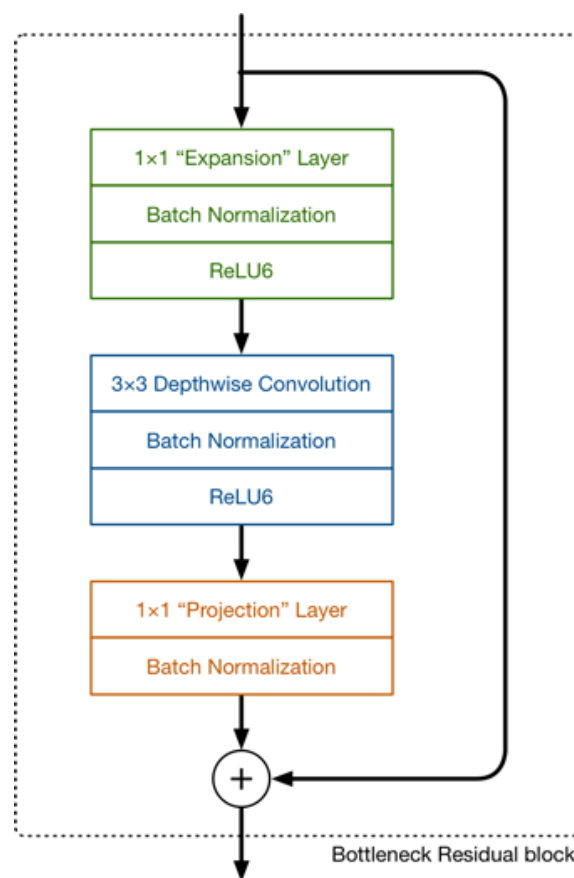 1×1 “Expansion” Layer
Batch Normalization
ReLU6
3×3 Depthwise Convolution
Batch Normalization
ReLU6
1×1 “Projection” Layer
Batch Normalization
+
Bottleneck Residual block